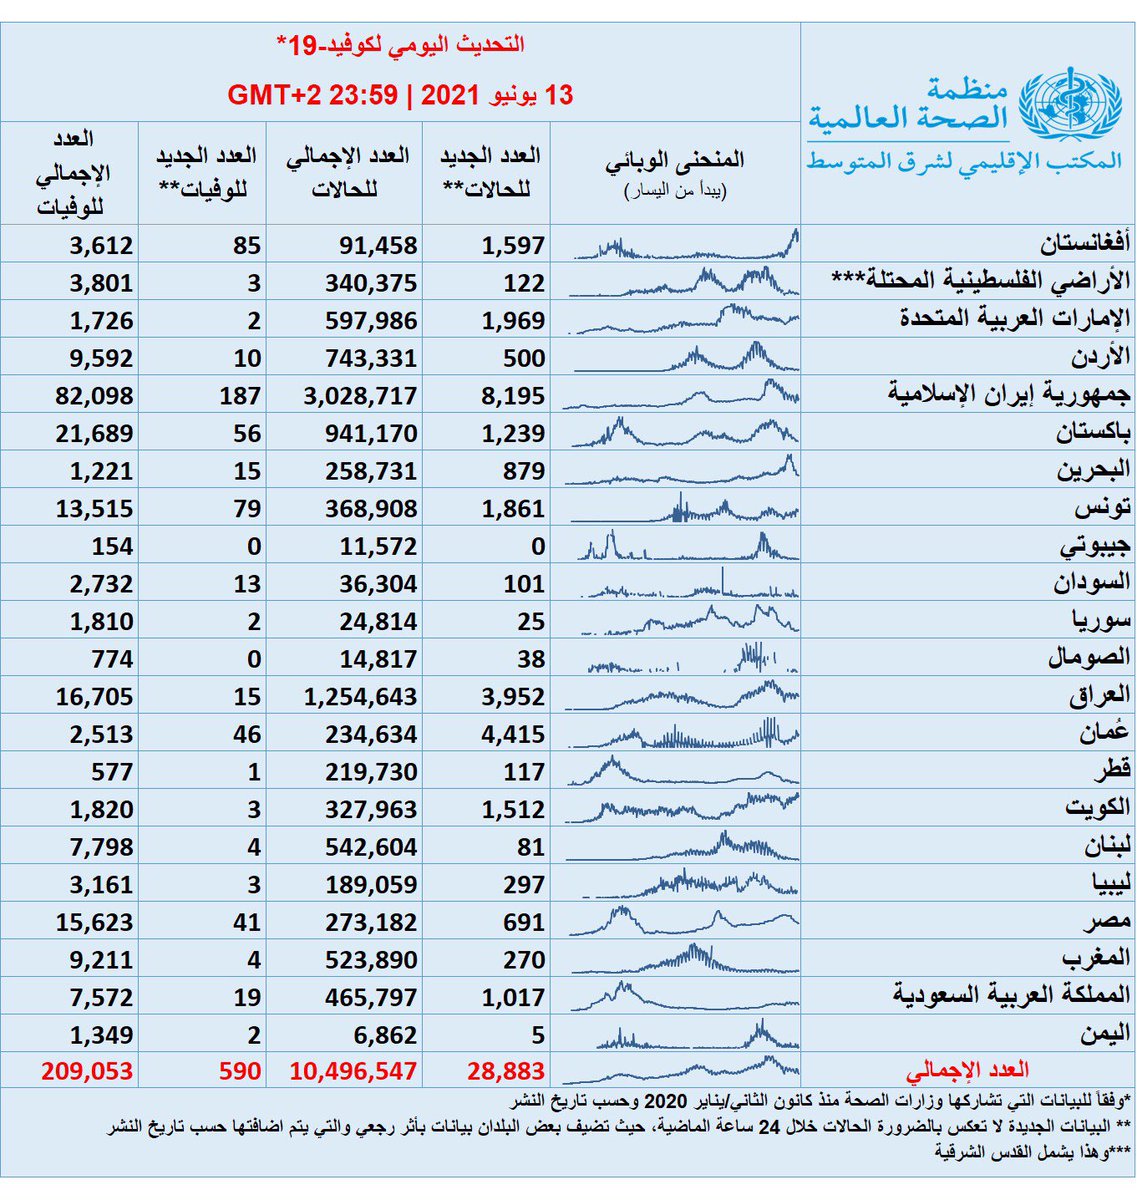 منظمة
الصحة العالمية
المكتب الإقليمي لشرق المتوسط
التحديث اليومي لكوفيد-19*
13 يونيو 2021 | 23:59 GMT+2
المنحنى الوبائي (يبدأ من اليسار) العدد الجديد للحالات** العدد الإجمالي للحالات العدد الجديد للوفيات** العدد الإجمالي للوفيات
أفغانستان 1,597 91,458 85 3,612
الأراضي الفلسطينية المحتلة*** 122 340,375 3 3,801
الإمارات العربية المتحدة 1,969 597,986 2 1,726
الأردن 500 743,331 10 9,592
جمهورية إيران الإسلامية 8,195 3,028,717 187 82,098
باكستان 1,239 941,170 56 21,689
البحرين 879 258,731 15 1,221
تونس 1,861 368,908 79 13,515
جيبوتي 0 11,572 0 154
السودان 101 36,304 13 2,732
سوريا 25 24,814 2 1,810
الصومال 38 14,817 0 774
العراق 3,952 1,254,643 15 16,705
عُمان 4,415 234,634 46 2,513
قطر 117 219,730 1 577
الكويت 1,512 327,963 3 1,820
لبنان 81 542,604 4 7,798
ليبيا 297 189,059 3 3,161
مصر 691 273,182 41 15,623
المغرب 270 523,890 4 9,211
المملكة العربية السعودية 1,017 465,797 19 7,572
اليمن 5 6,862 2 1,349
العدد الإجمالي 28,883 10,496,547 590 209,053
*وفقاً للبيانات التي تشاركها وزارات الصحة منذ كانون الثاني/يناير 2020 وحسب تاريخ النشر
** البيانات الجديدة لا تعكس بالضرورة الحالات خلال 24 ساعة الماضية، حيث تضيف بعض البلدان بيانات بأثر رجعي والتي يتم اضافتها حسب تاريخ النشر
***وهذا يشمل القدس الشرقية